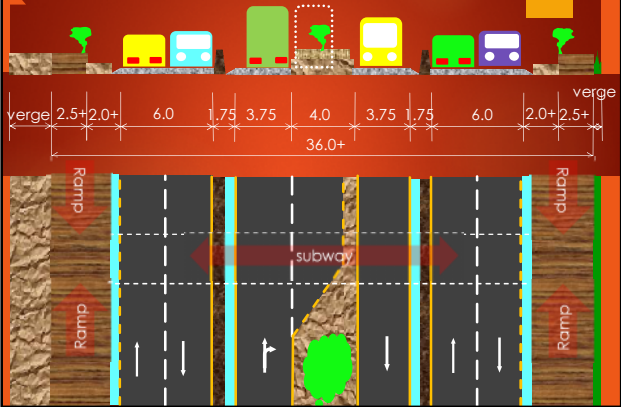 verge
verge 2.5+ 2.0+ 6.0 1.75 3.75 4.0 3.75 1.75 6.0 2.0+ 2.5+
36.0+
Ramp
Ramp
subway
Ramp
Ramp